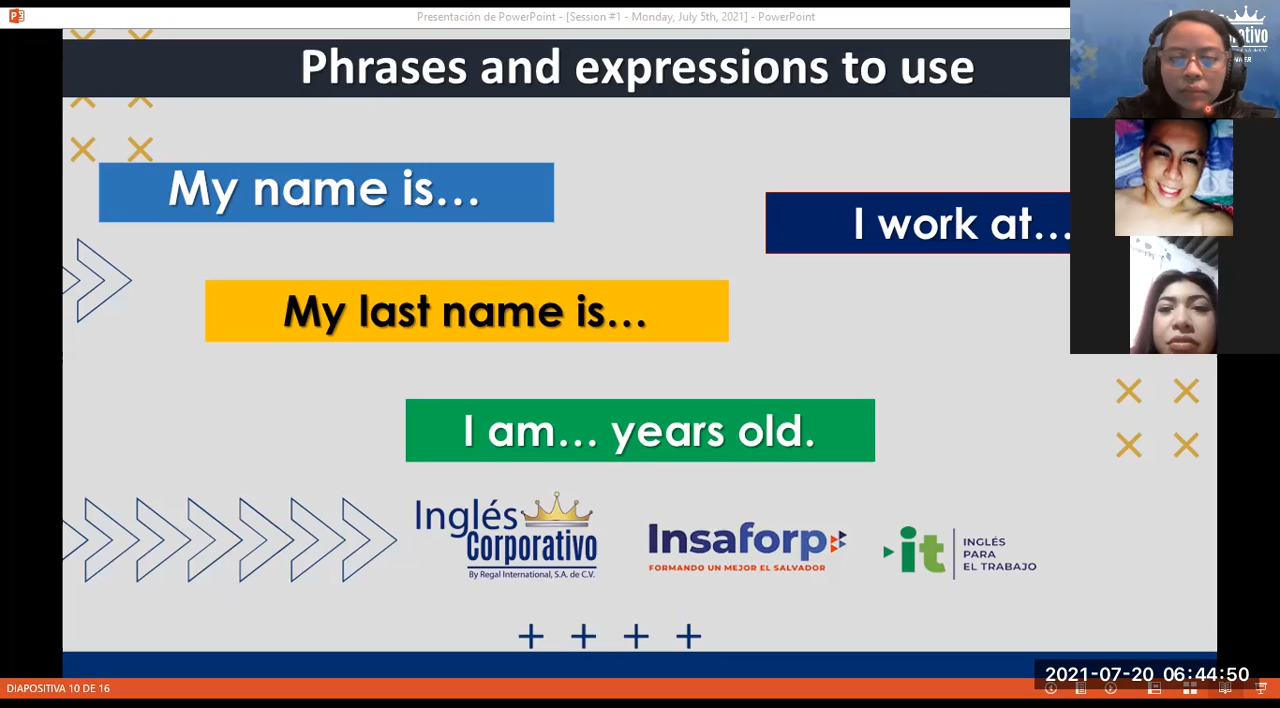 Presentación de PowerPoint - [Session #1 - Monday, July 5th, 2021] - PowerPoint
Phrases and expressions to use
My name is...
I work at...
My last name is...
I am... years old.
Inglés
Corporativo
By Regal International, S.A. de C.V.
Insaforp
FORMANDO UN MEJOR EL SALVADOR
it
INGLÉS
PARA
EL TRABAJO
2021-07-20 06:44:50
DIAPOSITIVA 10 DE 16